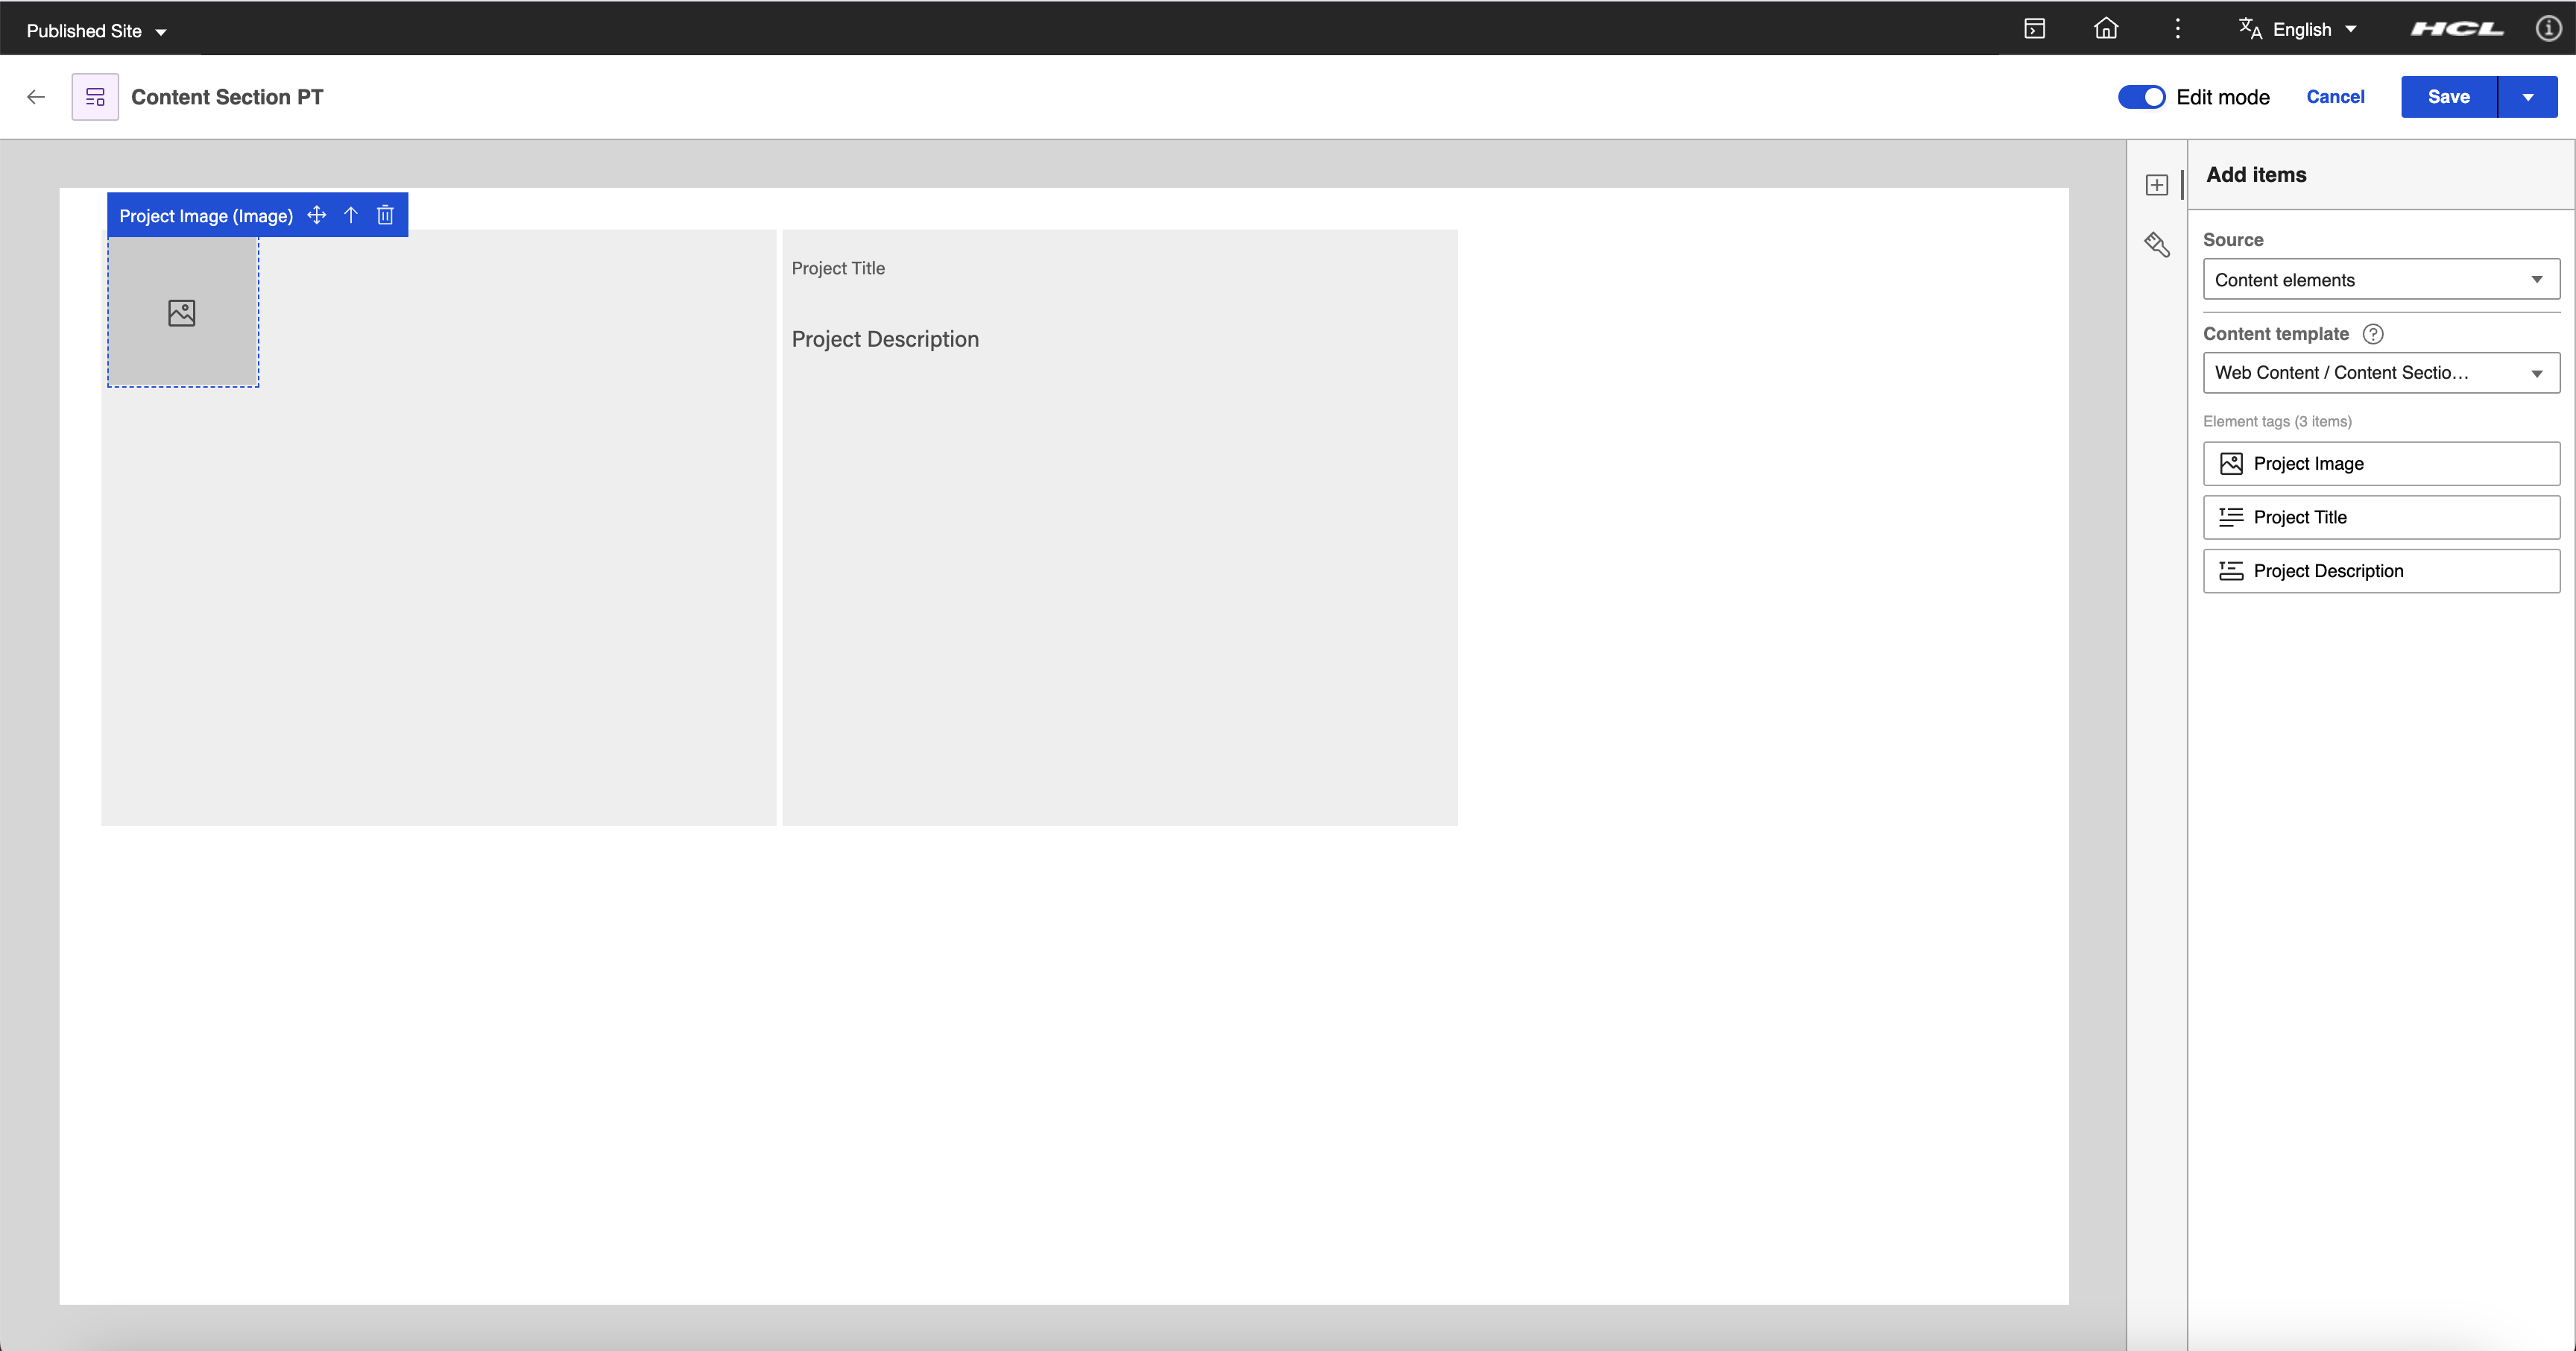 Published Site
English
HCL
Content Section PT
Edit mode
Cancel
Save
Project Image (Image)
Project Title
Project Description
Add items
Source
Content elements
Content template
Web Content / Content Sectio…
Element tags (3 items)
Project Image
Project Title
Project Description